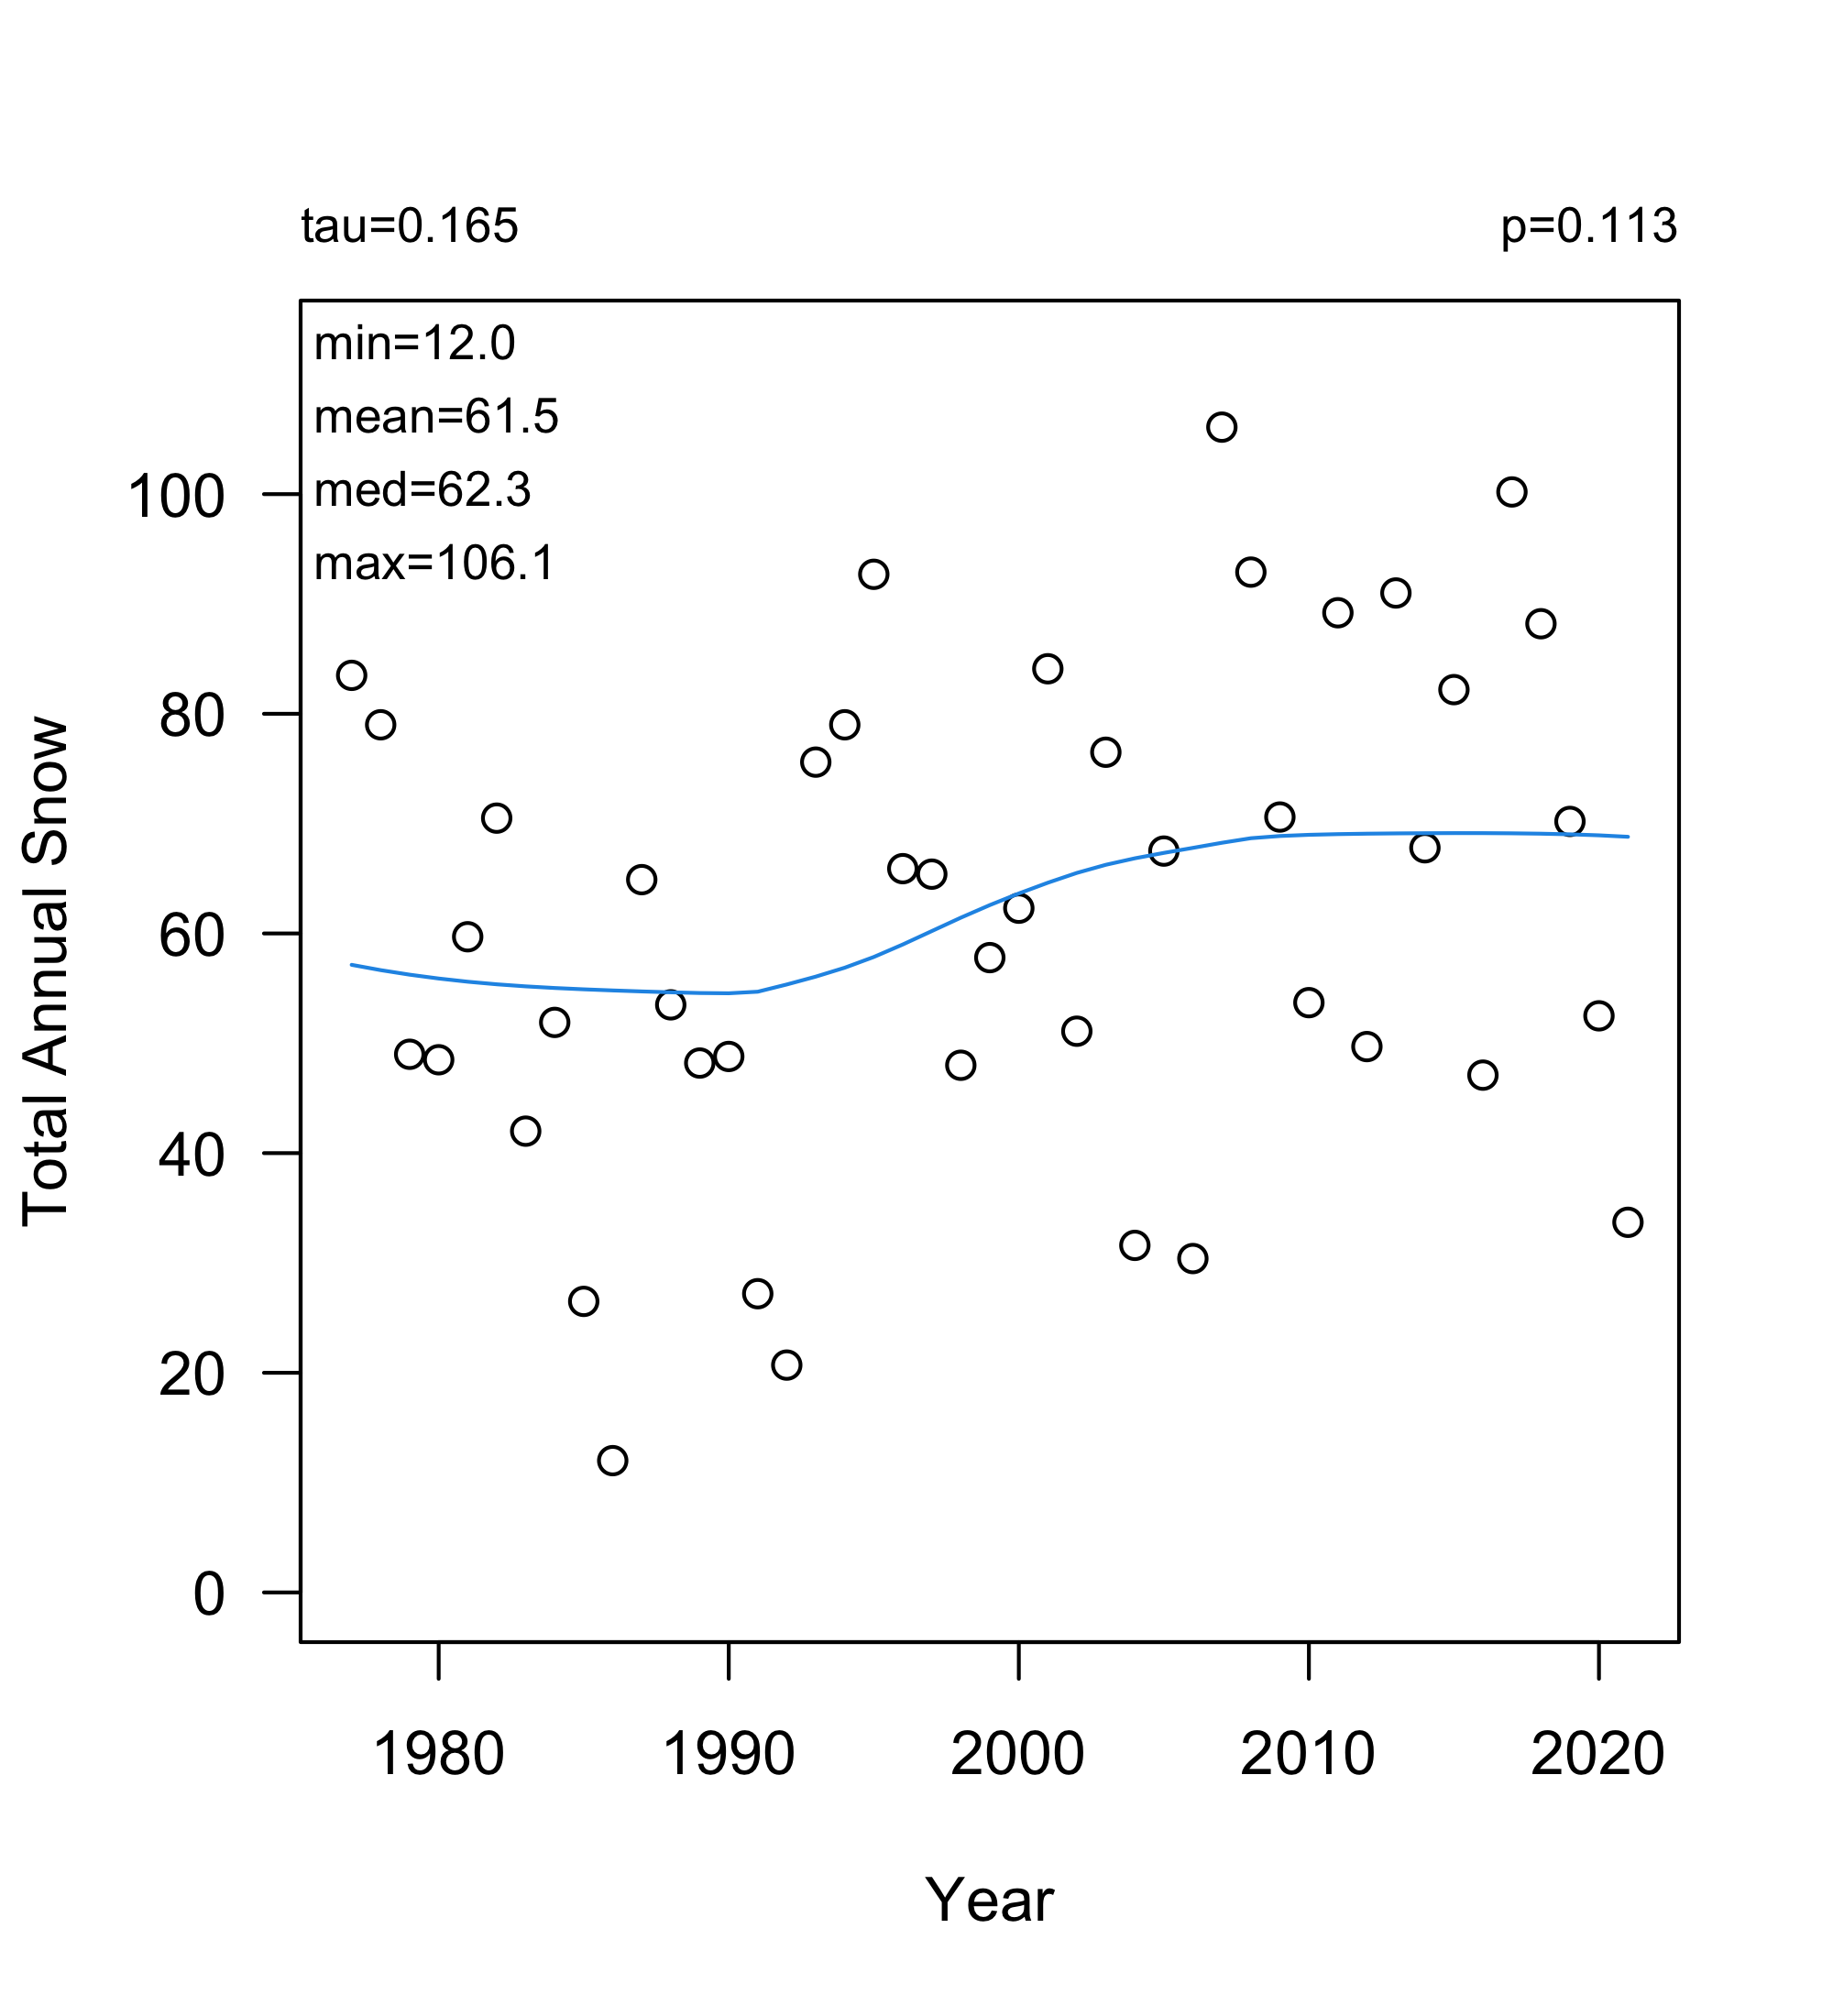 tau=0.165
p=0.113
min=12.0
mean=61.5
med=62.3
max=106.1
Total Annual Snow
100
80
60
40
20
0
1980
1990
2000
2010
2020
Year